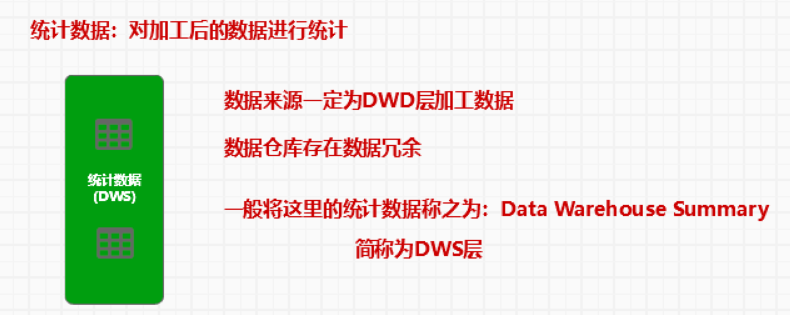 统计数据：对加工后的数据进行统计
数据来源一定为DWD层加工数据
数据仓库存在数据冗余
统计数据
(DWS)
一般将这里的统计数据称之为：Data Warehouse Summary
简称为DWS层